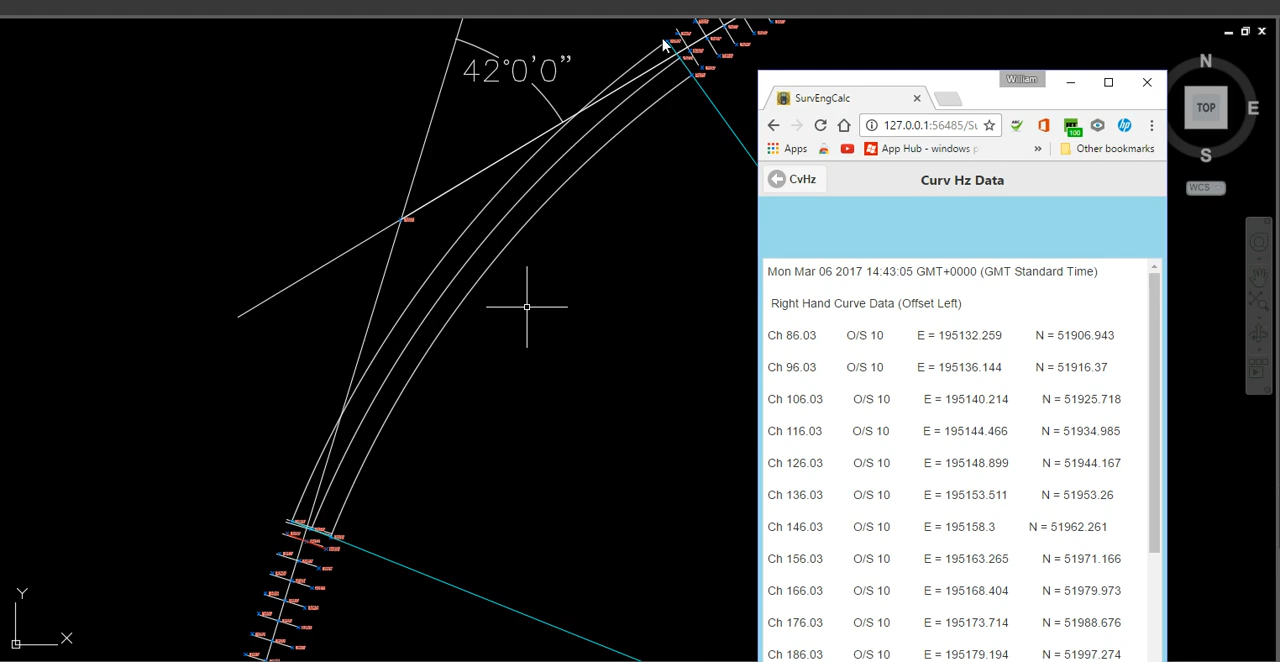 42°0'0"
William
SurvEngCalc
127.0.0.1:56485/Su
100
Apps
App Hub - windows p
»
Other bookmarks
CvHz
Curv Hz Data
Mon Mar 06 2017 14:43:05 GMT+0000 (GMT Standard Time)
Right Hand Curve Data (Offset Left)
Ch 86.03 O/S 10 E = 195132.259 N = 51906.943
Ch 96.03 O/S 10 E = 195136.144 N = 51916.37
Ch 106.03 O/S 10 E = 195140.214 N = 51925.718
Ch 116.03 O/S 10 E = 195144.466 N = 51934.985
Ch 126.03 O/S 10 E = 195148.899 N = 51944.167
Ch 136.03 O/S 10 E = 195153.511 N = 51953.26
Ch 146.03 O/S 10 E = 195158.3 N = 51962.261
Ch 156.03 O/S 10 E = 195163.265 N = 51971.166
Ch 166.03 O/S 10 E = 195168.404 N = 51979.973
Ch 176.03 O/S 10 E = 195173.714 N = 51988.676
Ch 186.03 O/S 10 E = 195179.194 N = 51997.274
N
TOP
E
S
WCS
Y
X